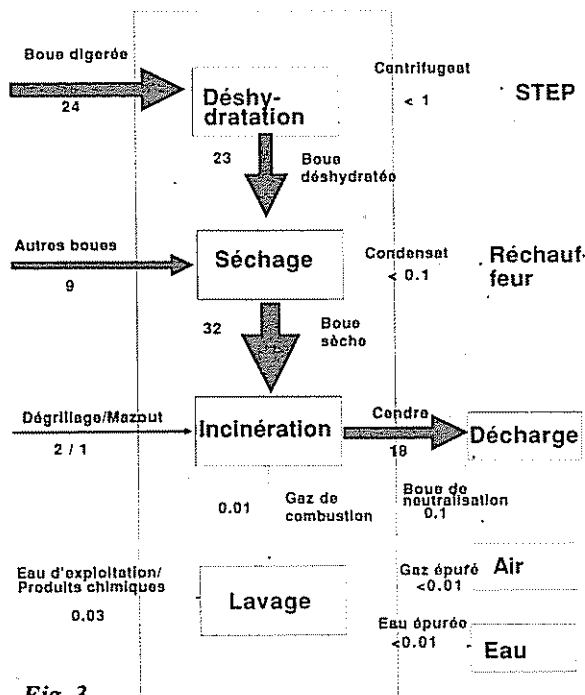 Boue digerée
24
Déshy-
dratation
Centrifugeat
< 1
STEP
23
Boue
déshydratée
Autres boues
9
Séchage
Condensat
< 0.1
Réchauf-
feur
32
Boue
sèche
Dégrillage/Mazout
2 / 1
Incinération
Cendre
18
Décharge
0.01
Gaz de
combustion
Boue de
neutralisation
0.1
Eau d'exploitation/
Produits chimiques
0.03
Lavage
Gaz épuré
<0.01
Air
Eau épurée
<0.01
Eau
Fig. 3